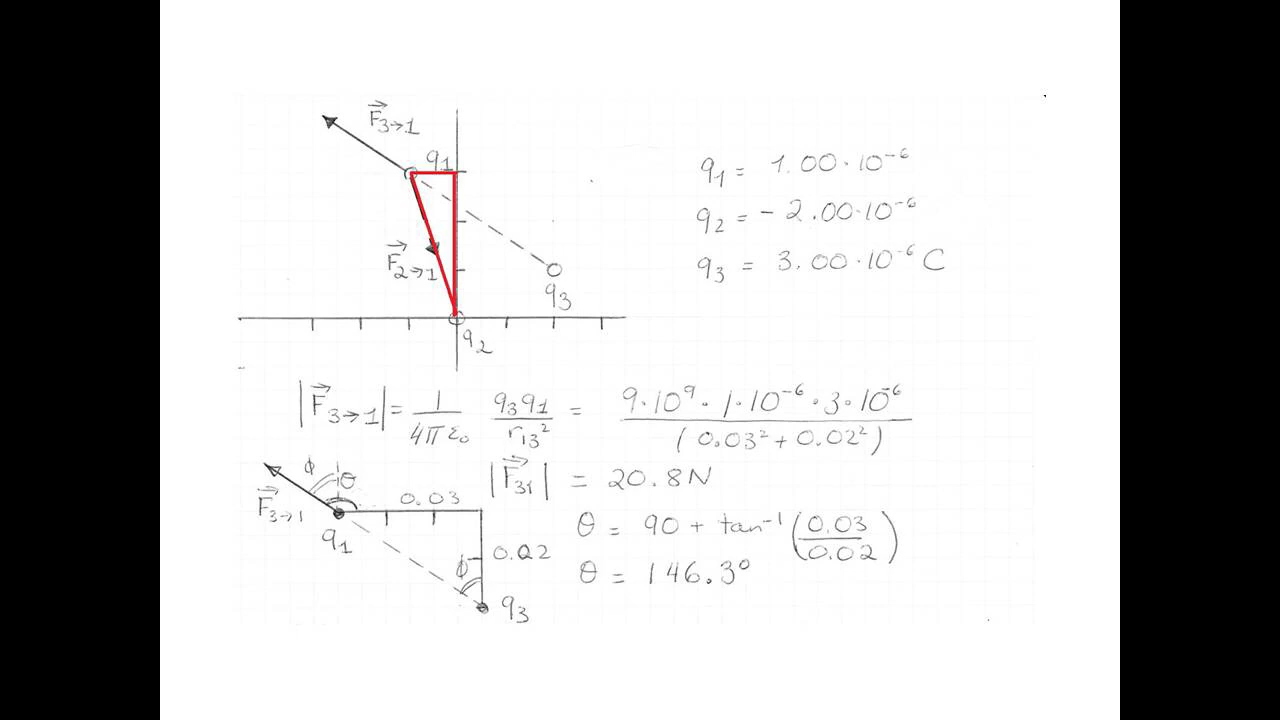 F⃗₃→₁
q₁
F⃗₂→₁
q₃
q₂
q₁ = 1.00·10⁻⁶
q₂ = -2.00·10⁻⁶
q₃ = 3.00·10⁻⁶ C
|F⃗₃→₁| = 1/(4πε₀) q₃q₁/r₁₃² = 9·10⁹·1·10⁻⁶·3·10⁻⁶/(0.03²+0.02²)
|F⃗₃₁| = 20.8N
ϕ θ
F⃗₃→₁
0.03
q₁
0.02
ϕ
q₃
θ = 90 + tan⁻¹(0.03/0.02)
θ = 146.3°